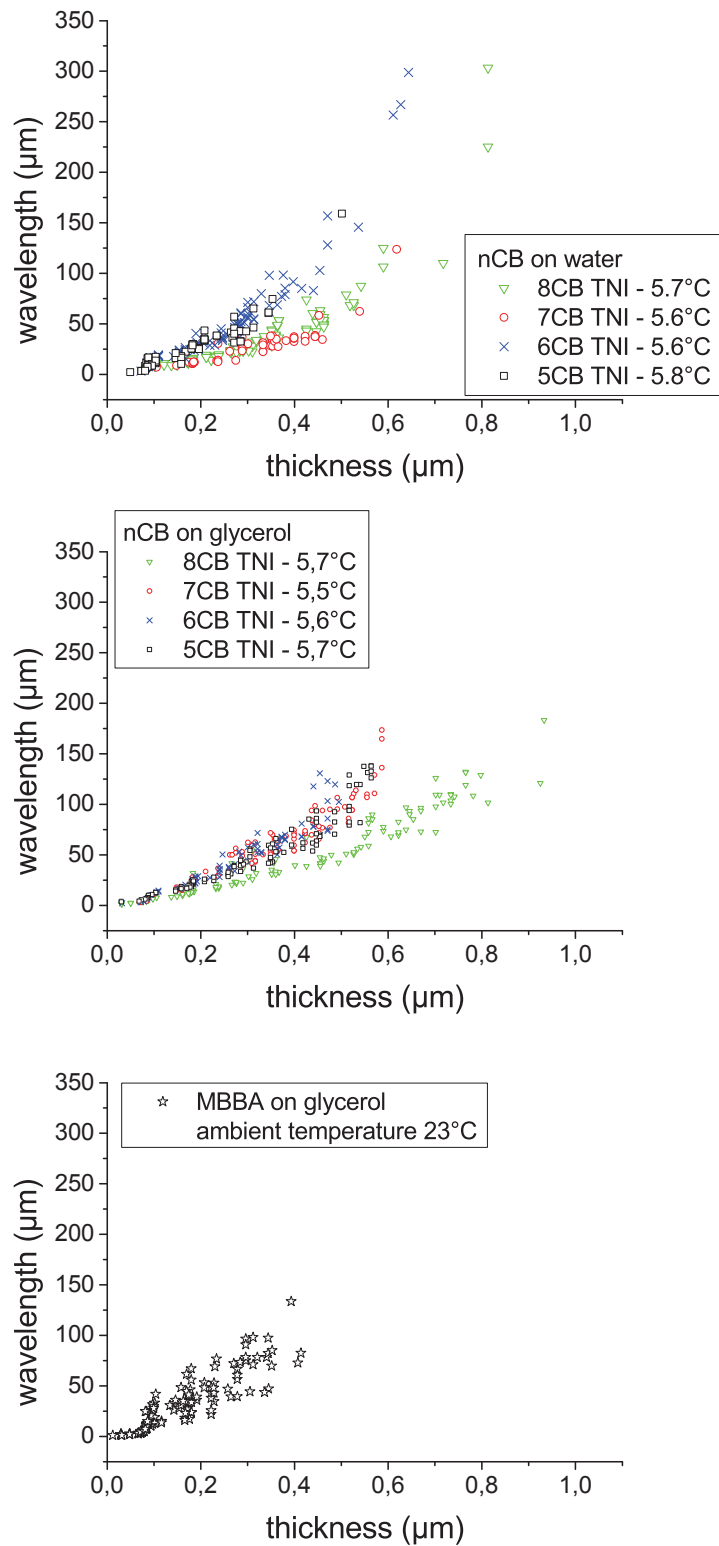 350
300
250
200
150
100
50
0
wavelength (µm)
nCB on water
8CB TNI - 5.7°C
7CB TNI - 5.6°C
6CB TNI - 5.6°C
5CB TNI - 5.8°C
0,0 0,2 0,4 0,6 0,8 1,0
thickness (µm)
nCB on glycerol
8CB TNI - 5,7°C
7CB TNI - 5,5°C
6CB TNI - 5,6°C
5CB TNI - 5,7°C
350
300
250
200
150
100
50
0
wavelength (µm)
0,0 0,2 0,4 0,6 0,8 1,0
thickness (µm)
350
300
250
200
150
100
50
0
wavelength (µm)
MBBA on glycerol
ambient temperature 23°C
0,0 0,2 0,4 0,6 0,8 1,0
thickness (µm)